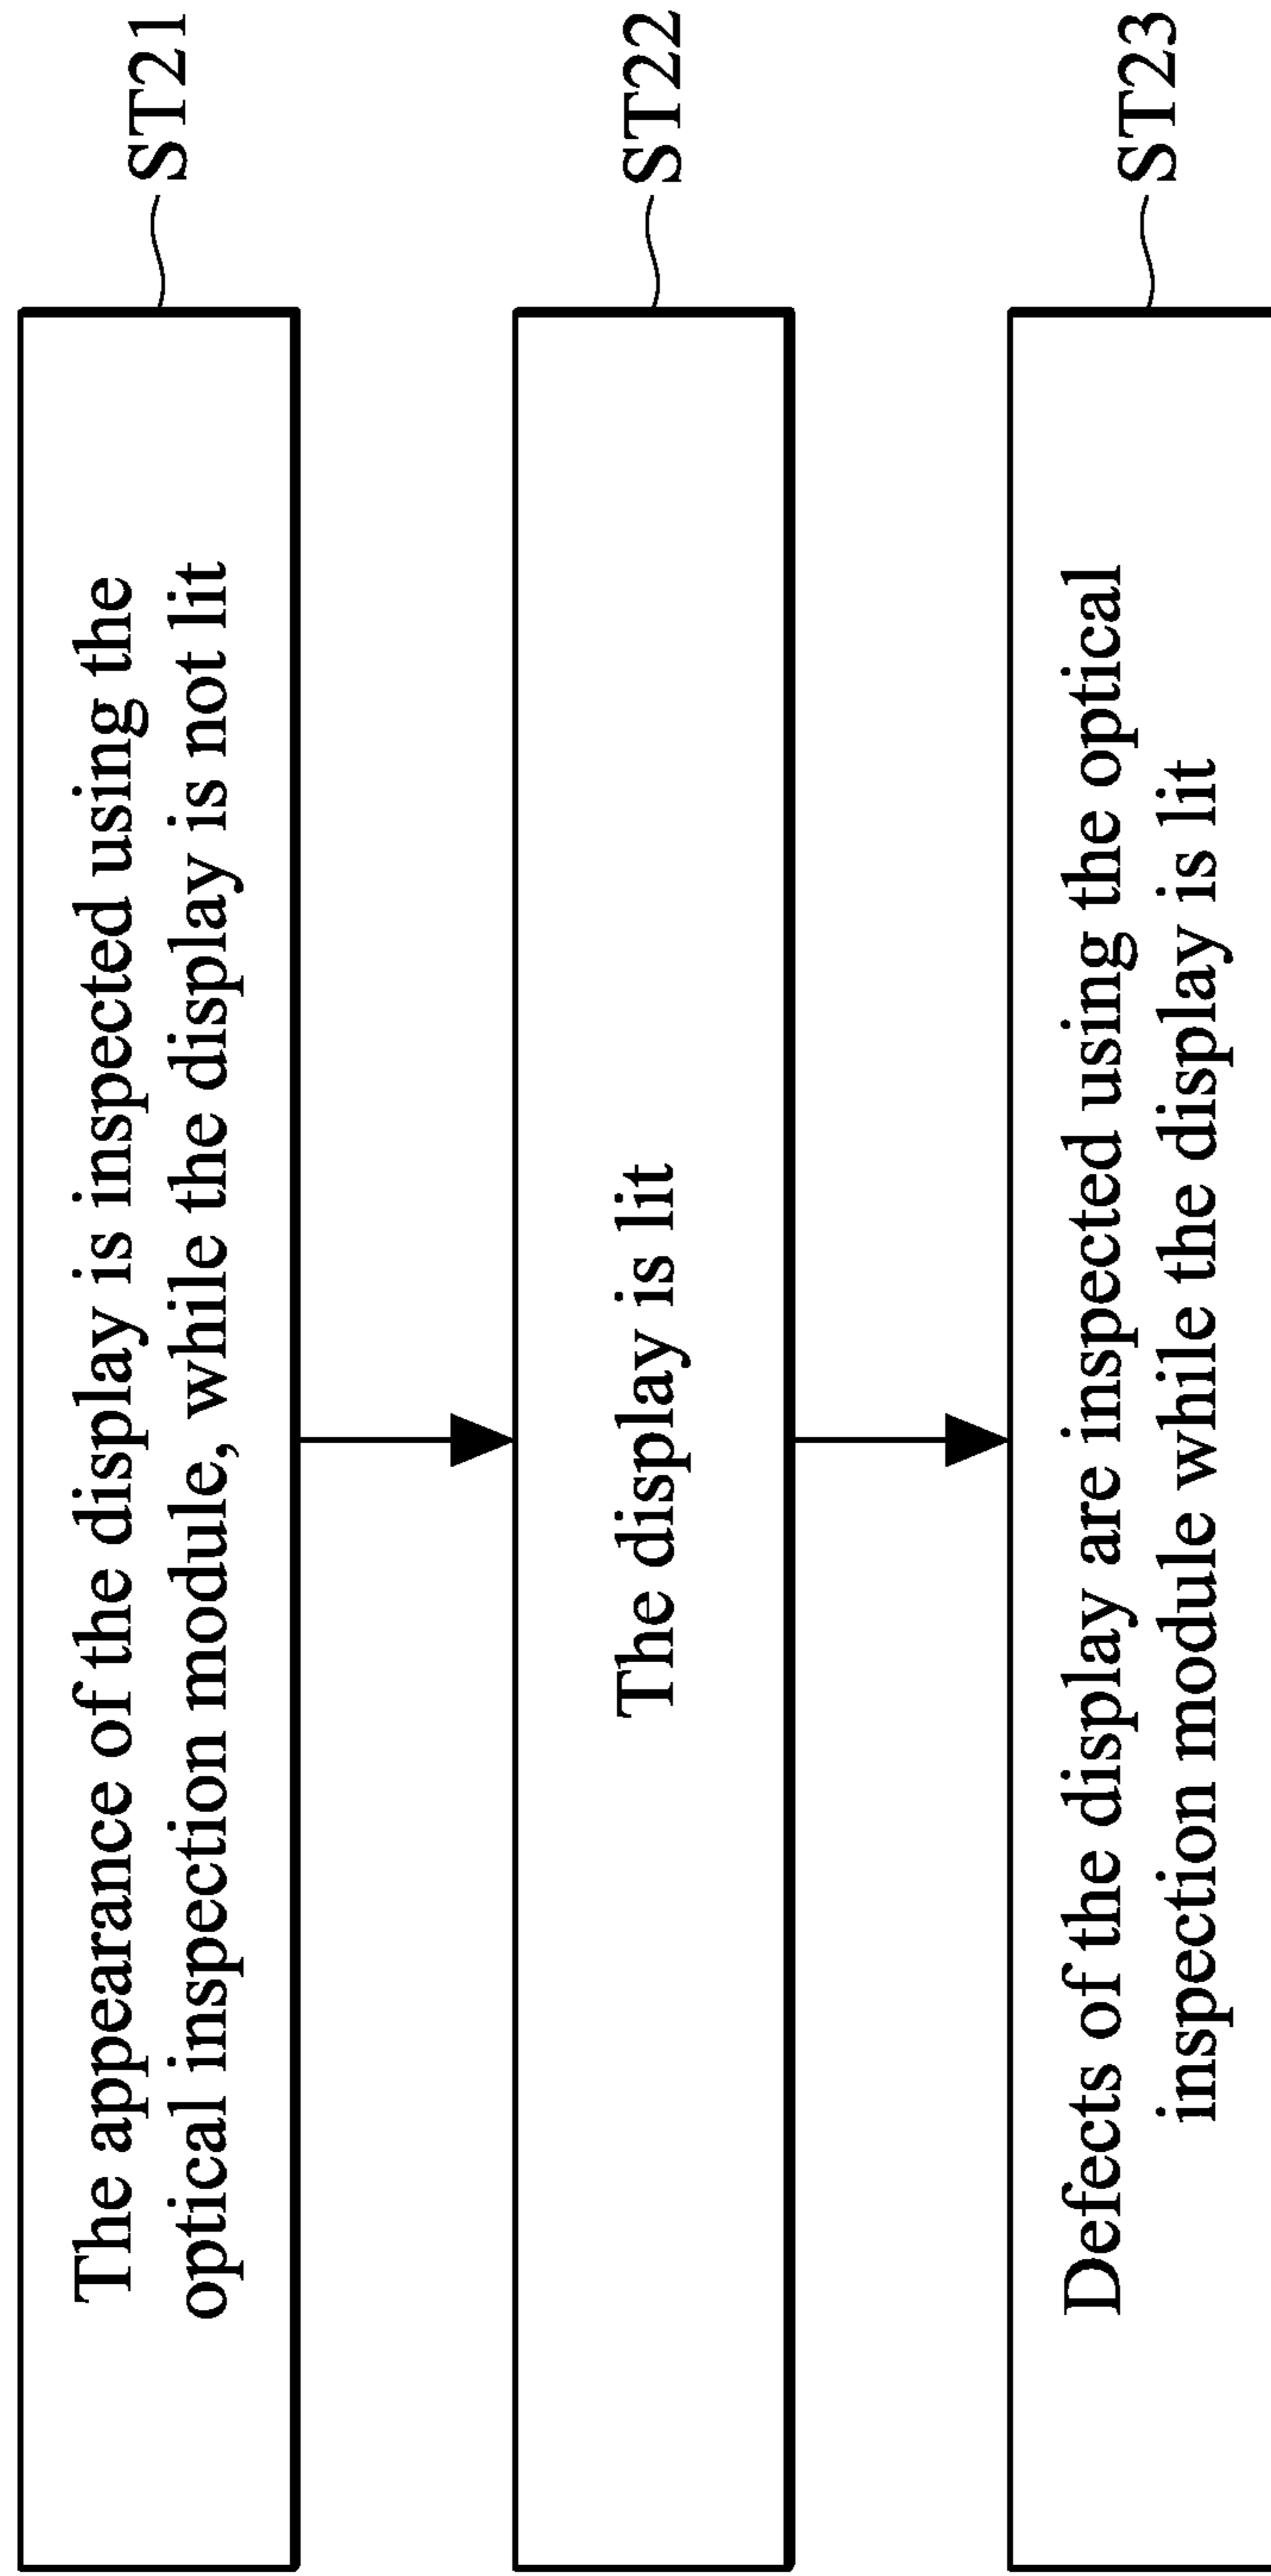 The appearance of the display is inspected using the
optical inspection module, while the display is not lit
ST21
The display is lit
ST22
Defects of the display are inspected using the optical
inspection module while the display is lit
ST23